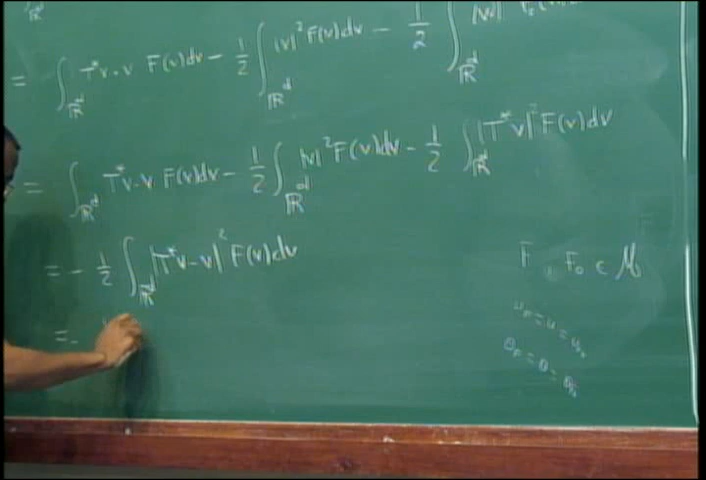 = ∫_{ℝ^d} T*v·v F(v)dv − 1/2 ∫_{ℝ^d} |v|² F(v)dv − 1/2 ∫_{ℝ^d} |v|
= ∫_{ℝ^d} T*v·v F(v)dv − 1/2 ∫_{ℝ^d} |v|² F(v)dv − 1/2 ∫_{ℝ^d} |T*v|² F(v)dv
= − 1/2 ∫_{ℝ^d} |T*v−v|² F(v)dv
F, F₀ ∈ M
u_F = u = u_{F₀}
θ_F = θ = θ_{F₀}
= −